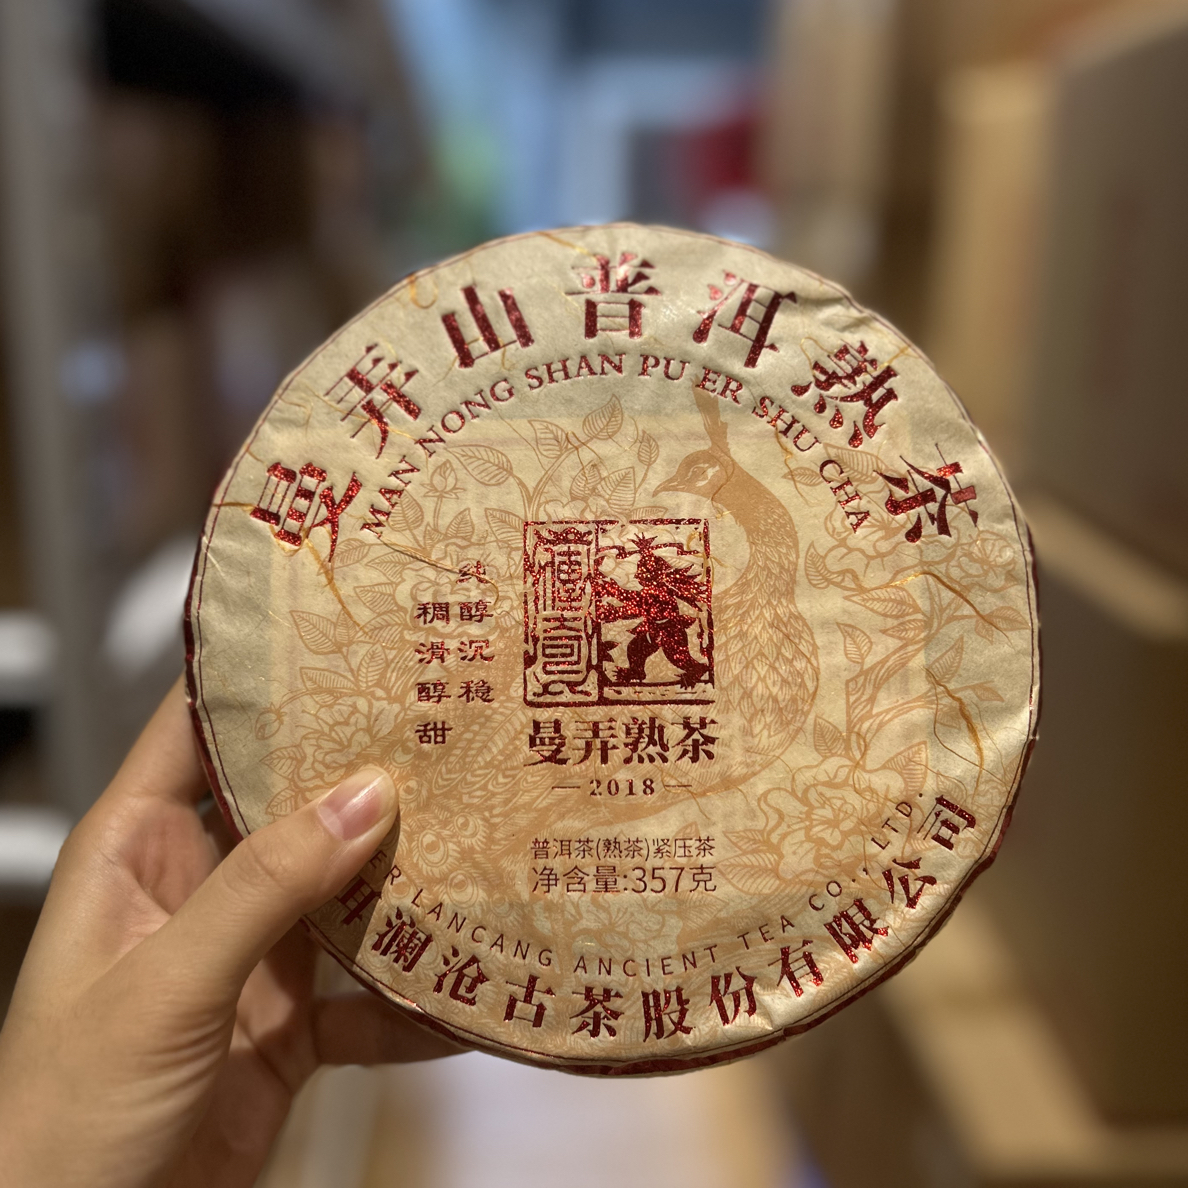 曼弄山普洱熟茶
MAN NONG SHAN PU ER SHU CHA
纯醇沉稳
稠滑醇甜
曼弄熟茶
—2018—
普洱茶(熟茶)紧压茶
净含量:357克
ER LANCANG ANCIENT TEA CO., LTD.
洱澜沧古茶股份有限公司